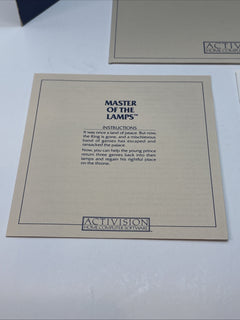 ACTIVISION
MASTER
OF THE
LAMPS™
INSTRUCTIONS
It was once a land of peace. But now,
the King is gone, and a mischievous
band of genies has escaped and
ransacked the palace.
Now, you can help the young prince
return three genies back into their
lamps and regain his rightful place
on the throne.
ACTIVISION
HOME COMPUTER SOFTWARE